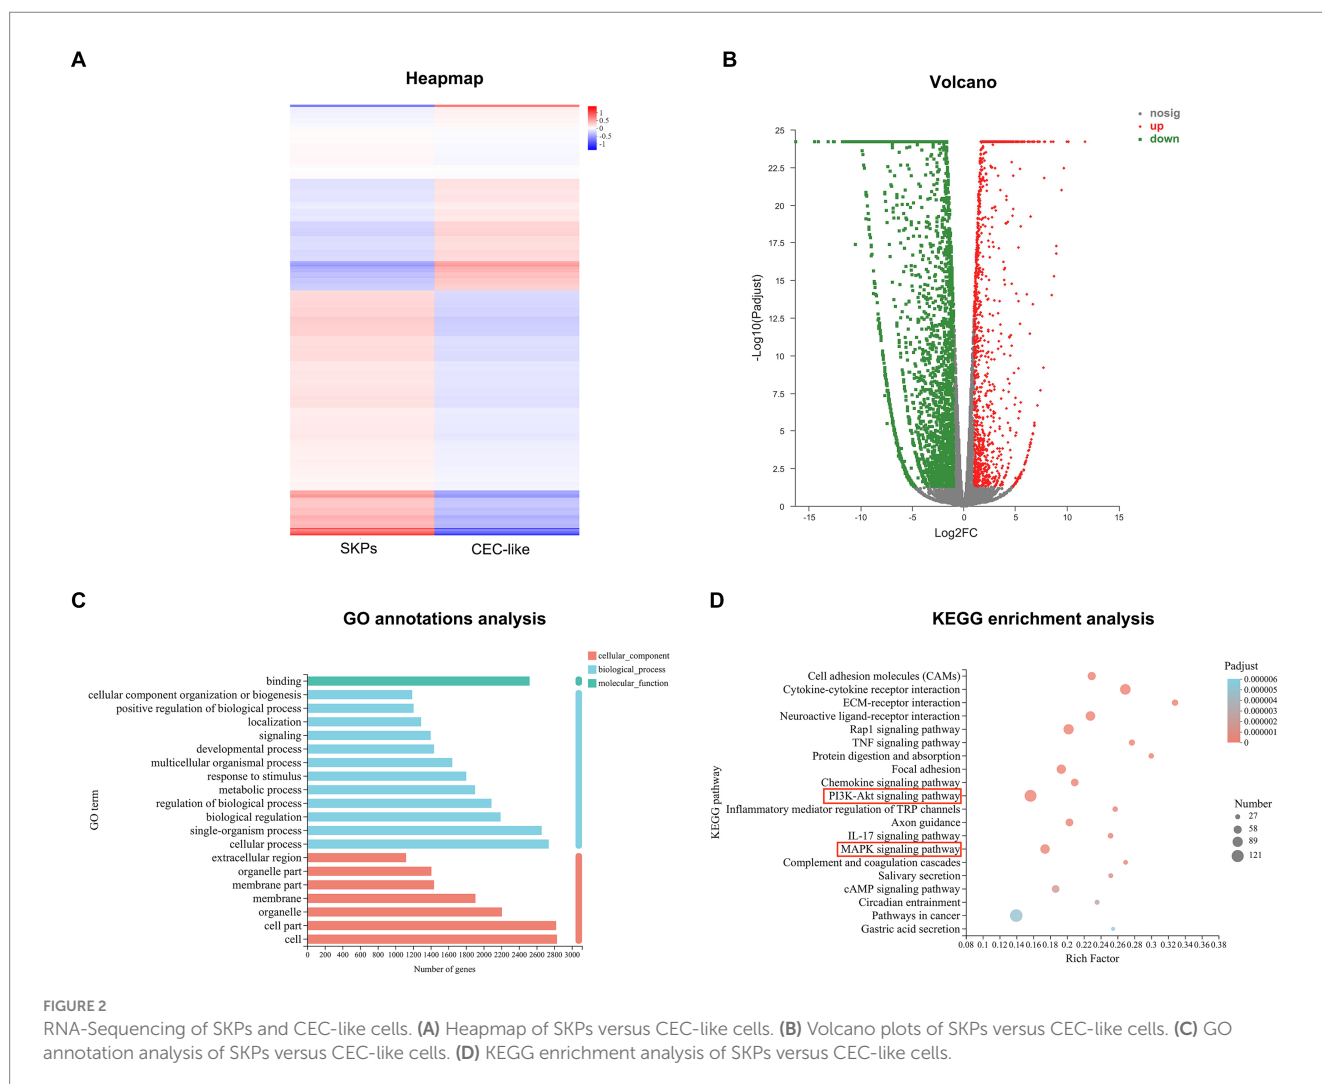 A
Heapmap
1
0.5
0
-0.5
-1
SKPs
CEC-like
B
Volcano
nosig
up
down
-Log10(Padjust)
25
22.5
20
17.5
15
12.5
10
7.5
5
2.5
0
-15
-10
-5
0
5
10
15
Log2FC
C
GO annotations analysis
cellular_component
biological_process
molecular_function
GO term
binding
cellular component organization or biogenesis
positive regulation of biological process
localization
signaling
developmental process
multicellular organismal process
response to stimulus
metabolic process
regulation of biological process
biological regulation
single-organism process
cellular process
extracellular region
organelle part
membrane part
membrane
organelle
cell part
cell
0 200 400 600 800 1000 1200 1400 1600 1800 2000 2200 2400 2600 2800 3000
Number of genes
D
KEGG enrichment analysis
KEGG pathway
Cell adhesion molecules (CAMs)
Cytokine-cytokine receptor interaction
ECM-receptor interaction
Neuroactive ligand-receptor interaction
Rap1 signaling pathway
TNF signaling pathway
Protein digestion and absorption
Focal adhesion
Chemokine signaling pathway
PI3K-Akt signaling pathway
Inflammatory mediator regulation of TRP channels
Axon guidance
IL-17 signaling pathway
MAPK signaling pathway
Complement and coagulation cascades
Salivary secretion
cAMP signaling pathway
Circadian entrainment
Pathways in cancer
Gastric acid secretion
0.08 0.1 0.12 0.14 0.16 0.18 0.2 0.22 0.24 0.26 0.28 0.3 0.32 0.34 0.36 0.38
Rich Factor
Padjust
0.000006
0.000005
0.000004
0.000003
0.000002
0.000001
0
Number
27
58
89
121
FIGURE 2
RNA-Sequencing of SKPs and CEC-like cells. (A) Heapmap of SKPs versus CEC-like cells. (B) Volcano plots of SKPs versus CEC-like cells. (C) GO
annotation analysis of SKPs versus CEC-like cells. (D) KEGG enrichment analysis of SKPs versus CEC-like cells.